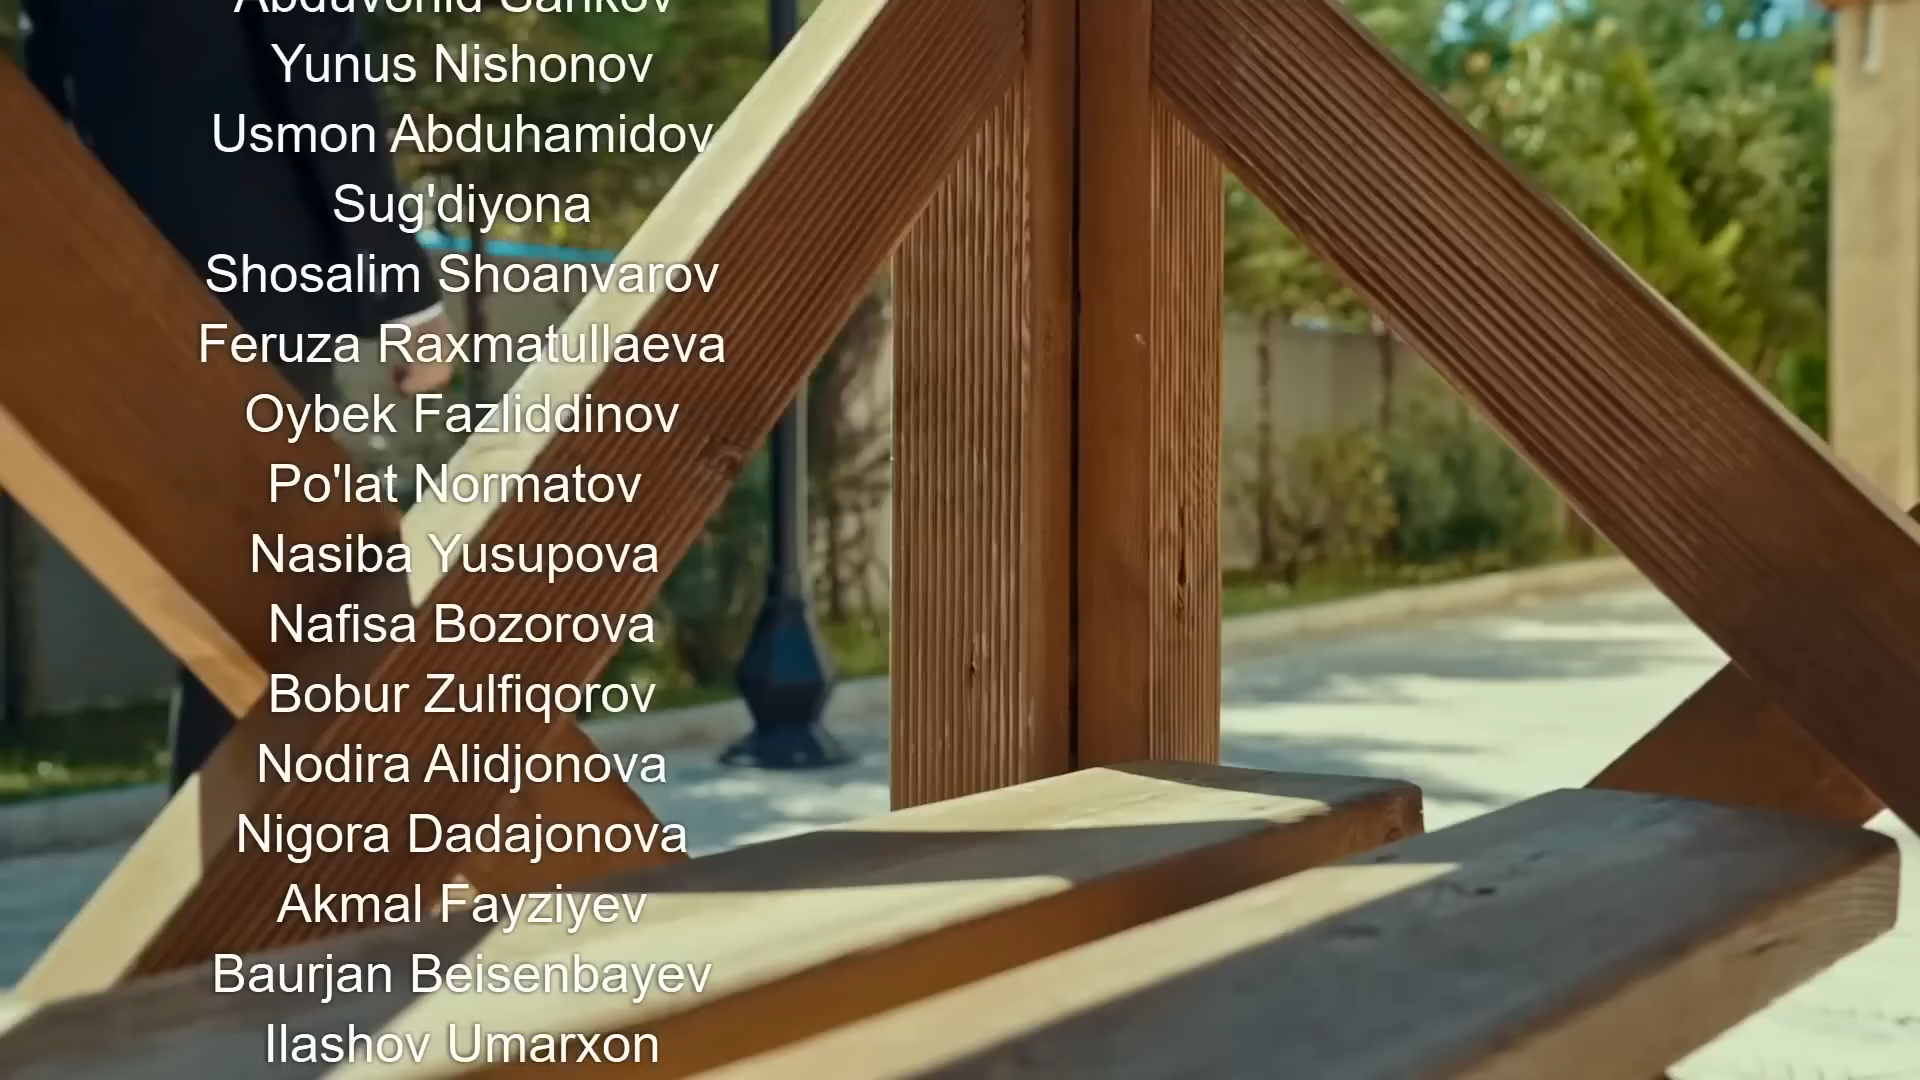 Yunus Nishonov
Usmon Abduhamidov
Sug'diyona
Shosalim Shoanvarov
Feruza Raxmatullaeva
Oybek Fazliddinov
Po'lat Normatov
Nasiba Yusupova
Nafisa Bozorova
Bobur Zulfiqorov
Nodira Alidjonova
Nigora Dadajonova
Akmal Fayziyev
Baurjan Beisenbayev
Ilashov Umarxon